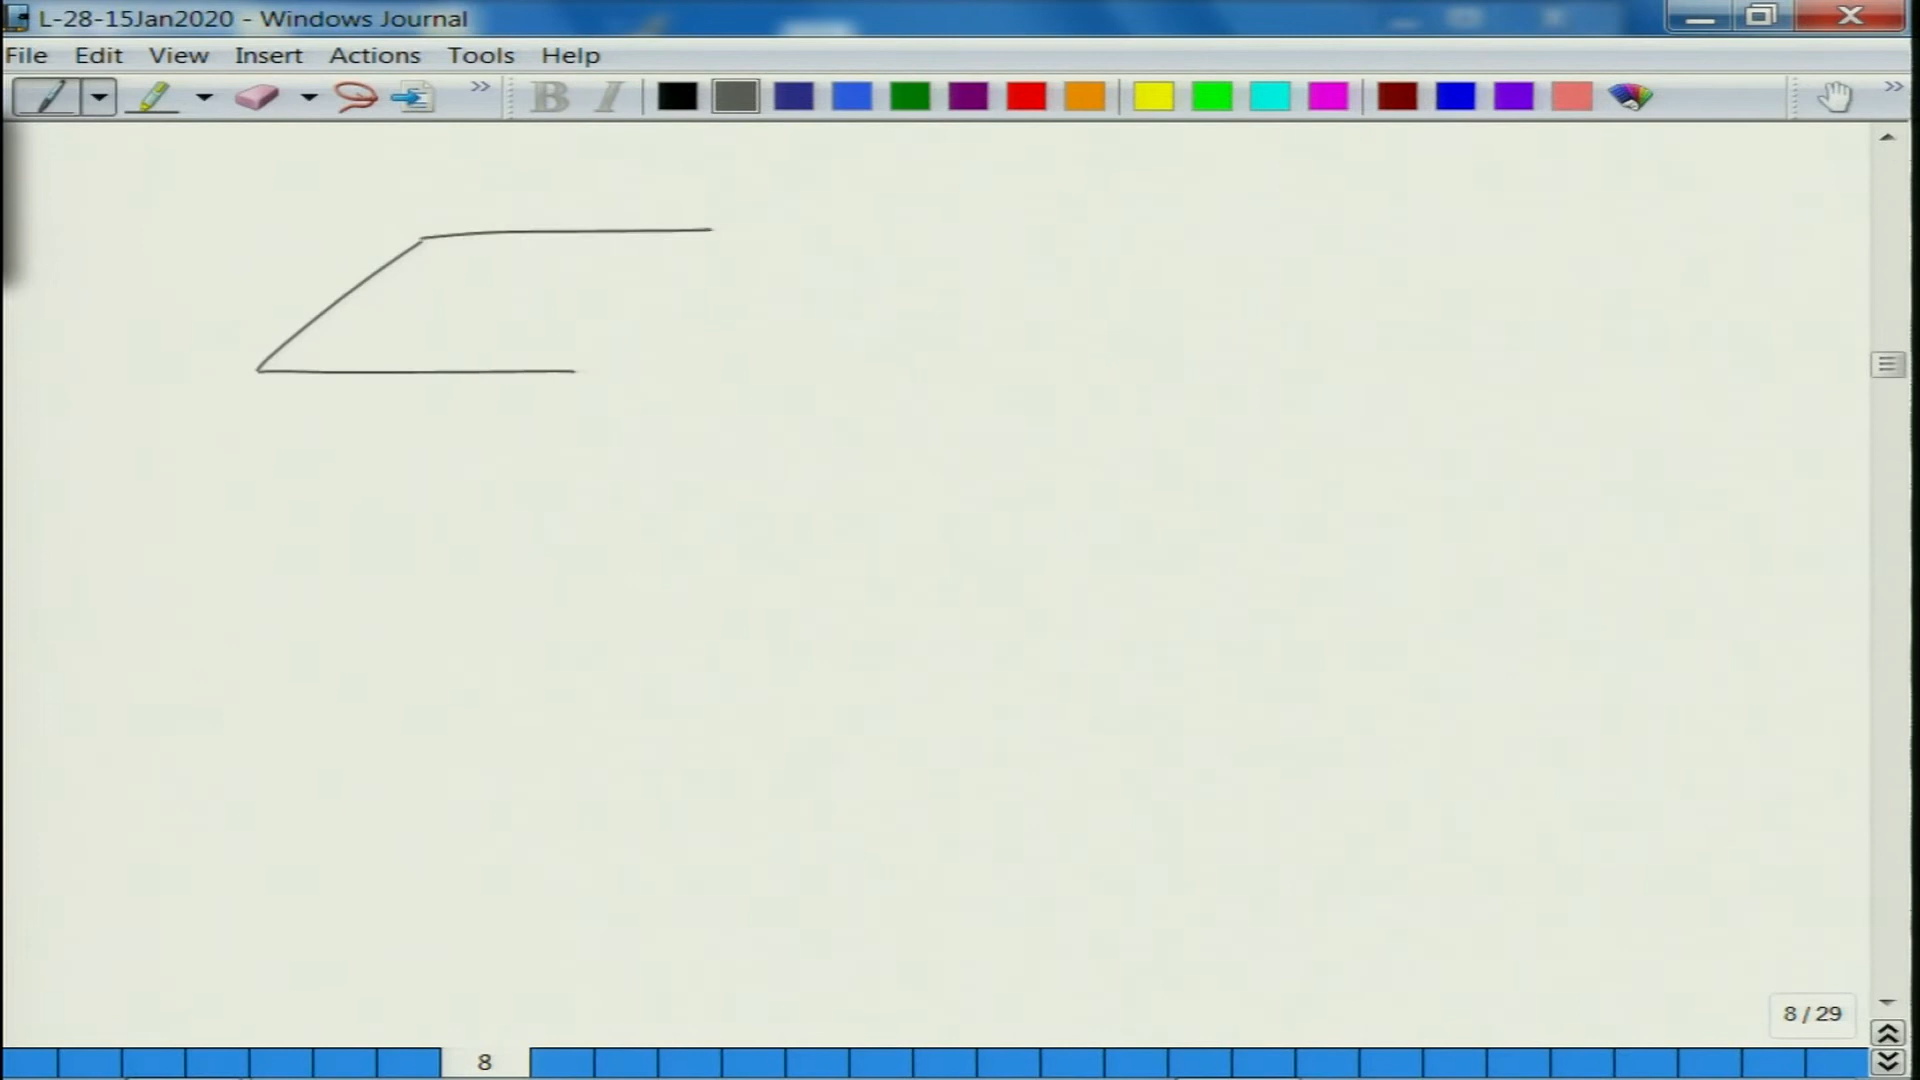 L-28-15Jan2020 - Windows Journal
File Edit View Insert Actions Tools Help
B I
8 / 29
8